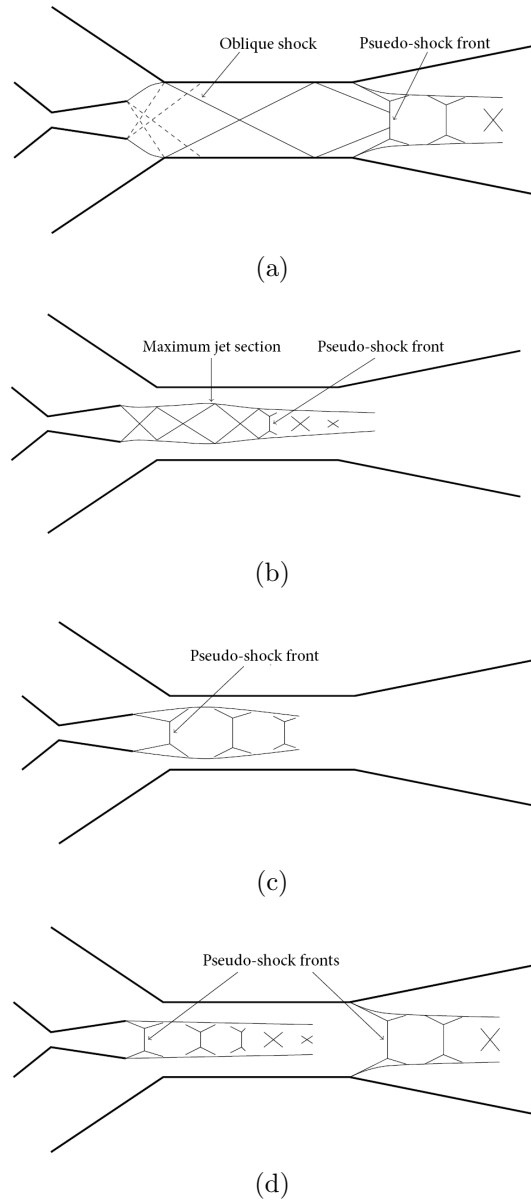 Oblique shock
Psuedo-shock front
(a)
Maximum jet section
Pseudo-shock front
(b)
Pseudo-shock front
(c)
Pseudo-shock fronts
(d)